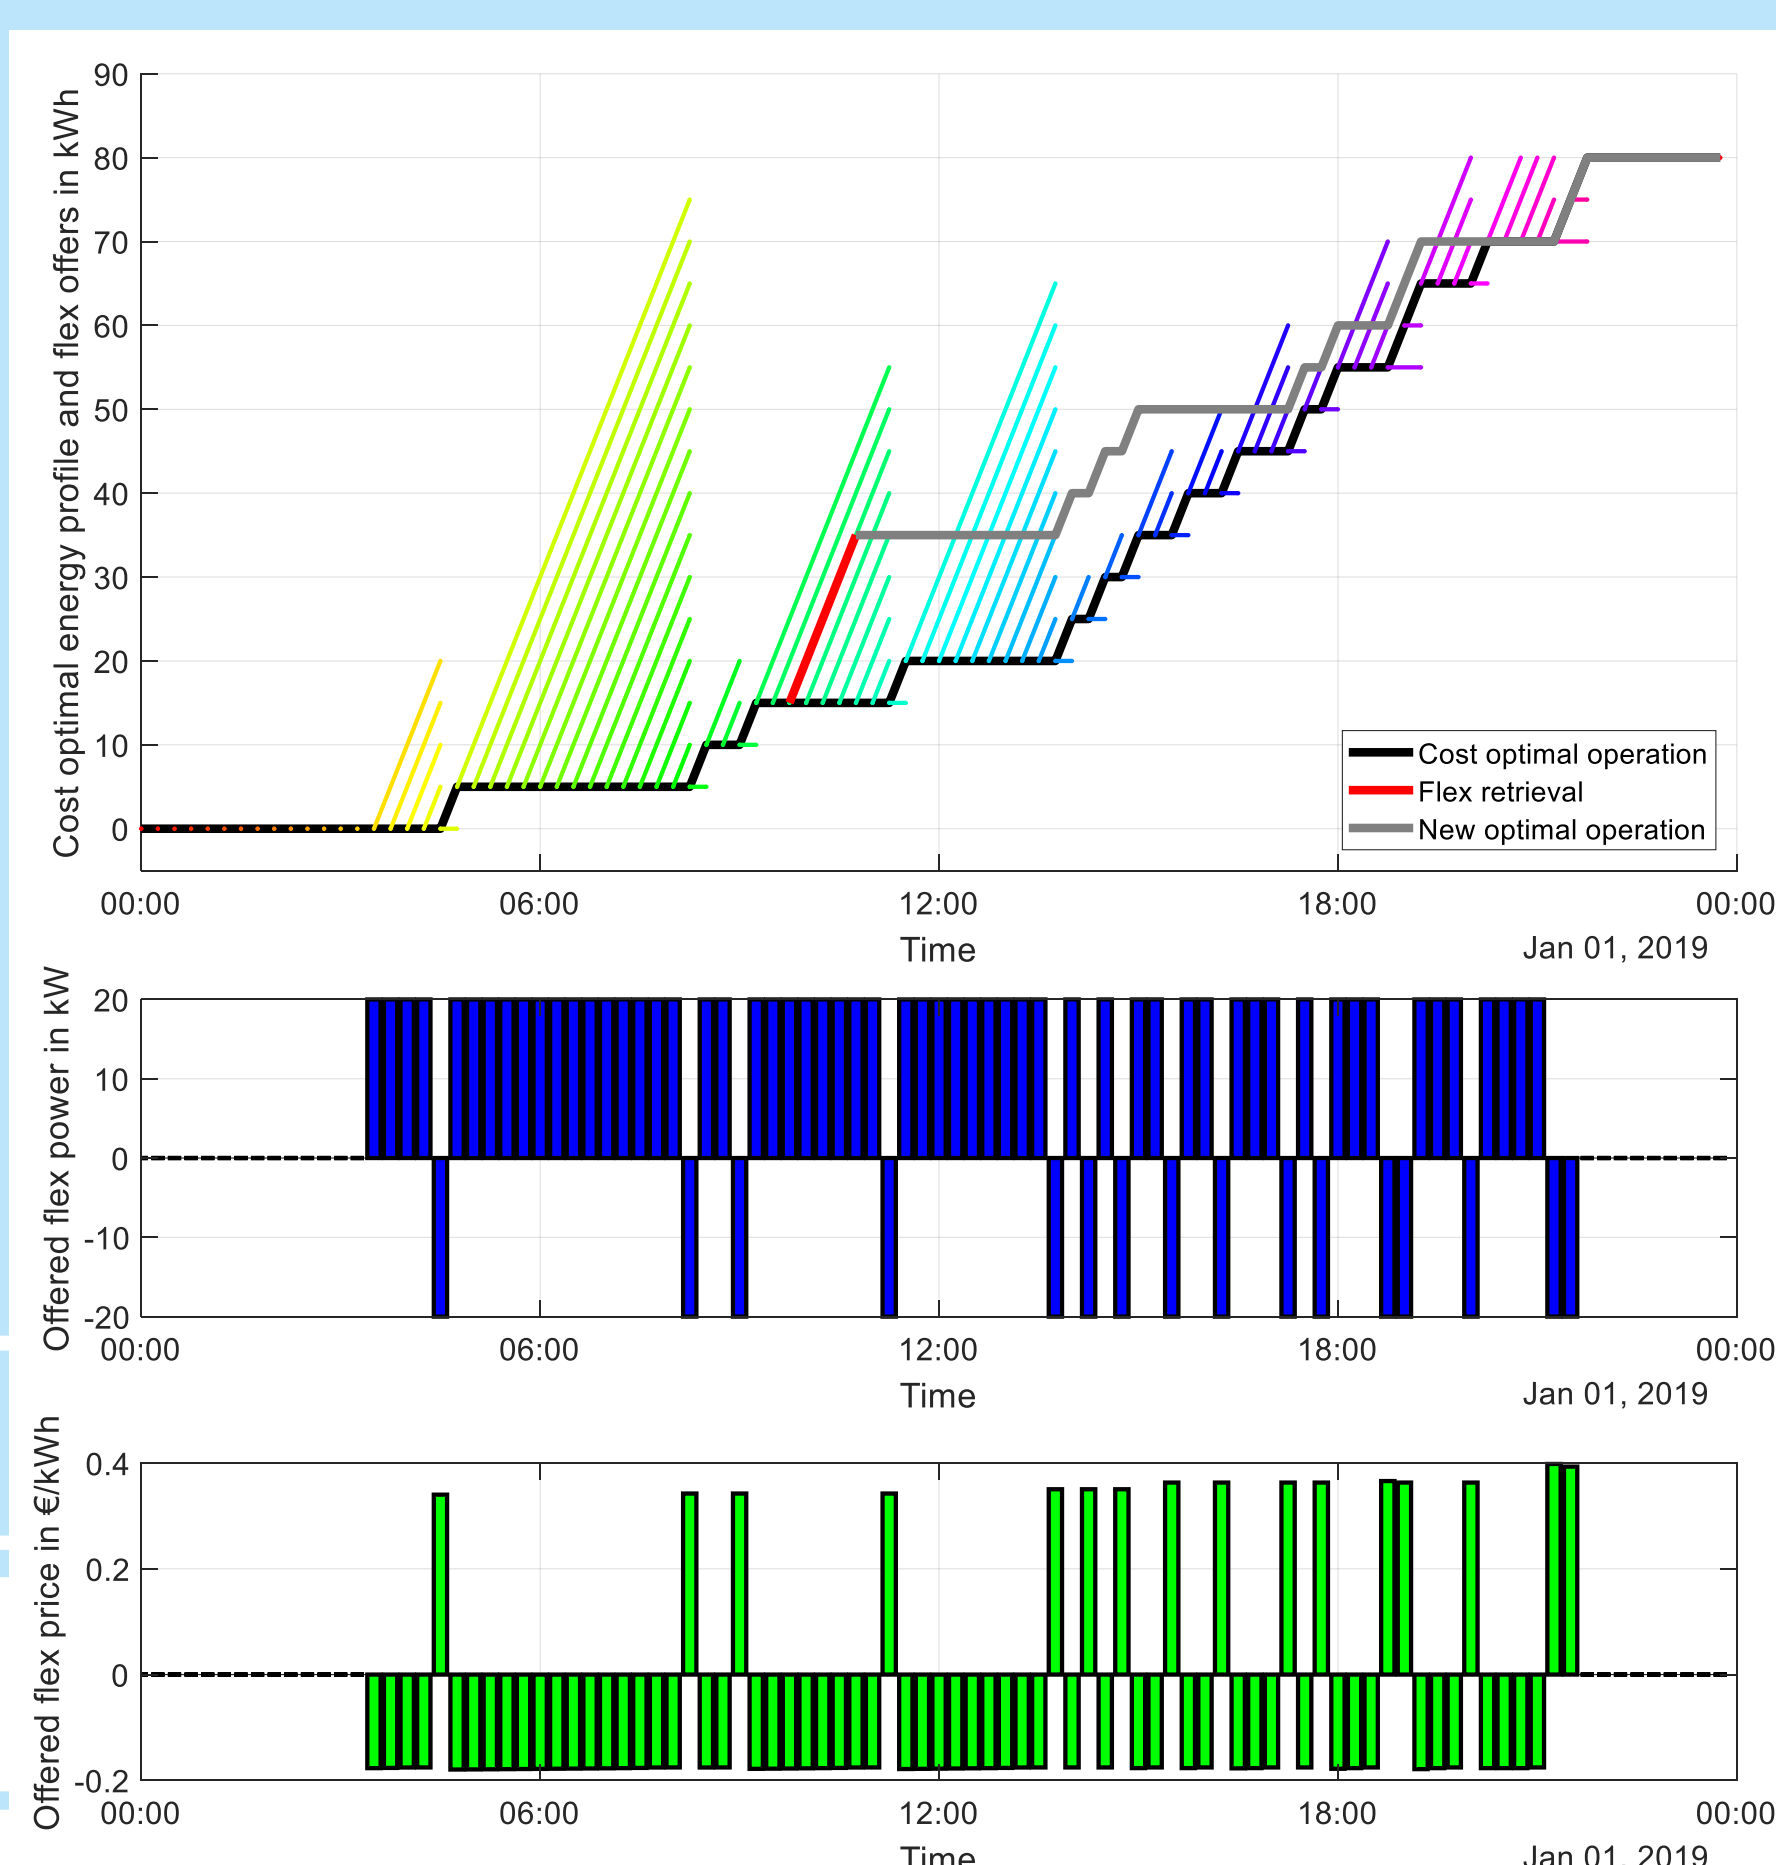 Cost optimal energy profile and flex offers in kWh
90
80
70
60
50
40
30
20
10
0
Cost optimal operation
Flex retrieval
New optimal operation
00:00 06:00 12:00 18:00 00:00
Time
Jan 01, 2019
Offered flex power in kW
20
10
0
-10
-20
00:00 06:00 12:00 18:00 00:00
Time
Jan 01, 2019
Offered flex price in €/kWh
0.4
0.2
0
-0.2
00:00 06:00 12:00 18:00 00:00
Time
Jan 01, 2019